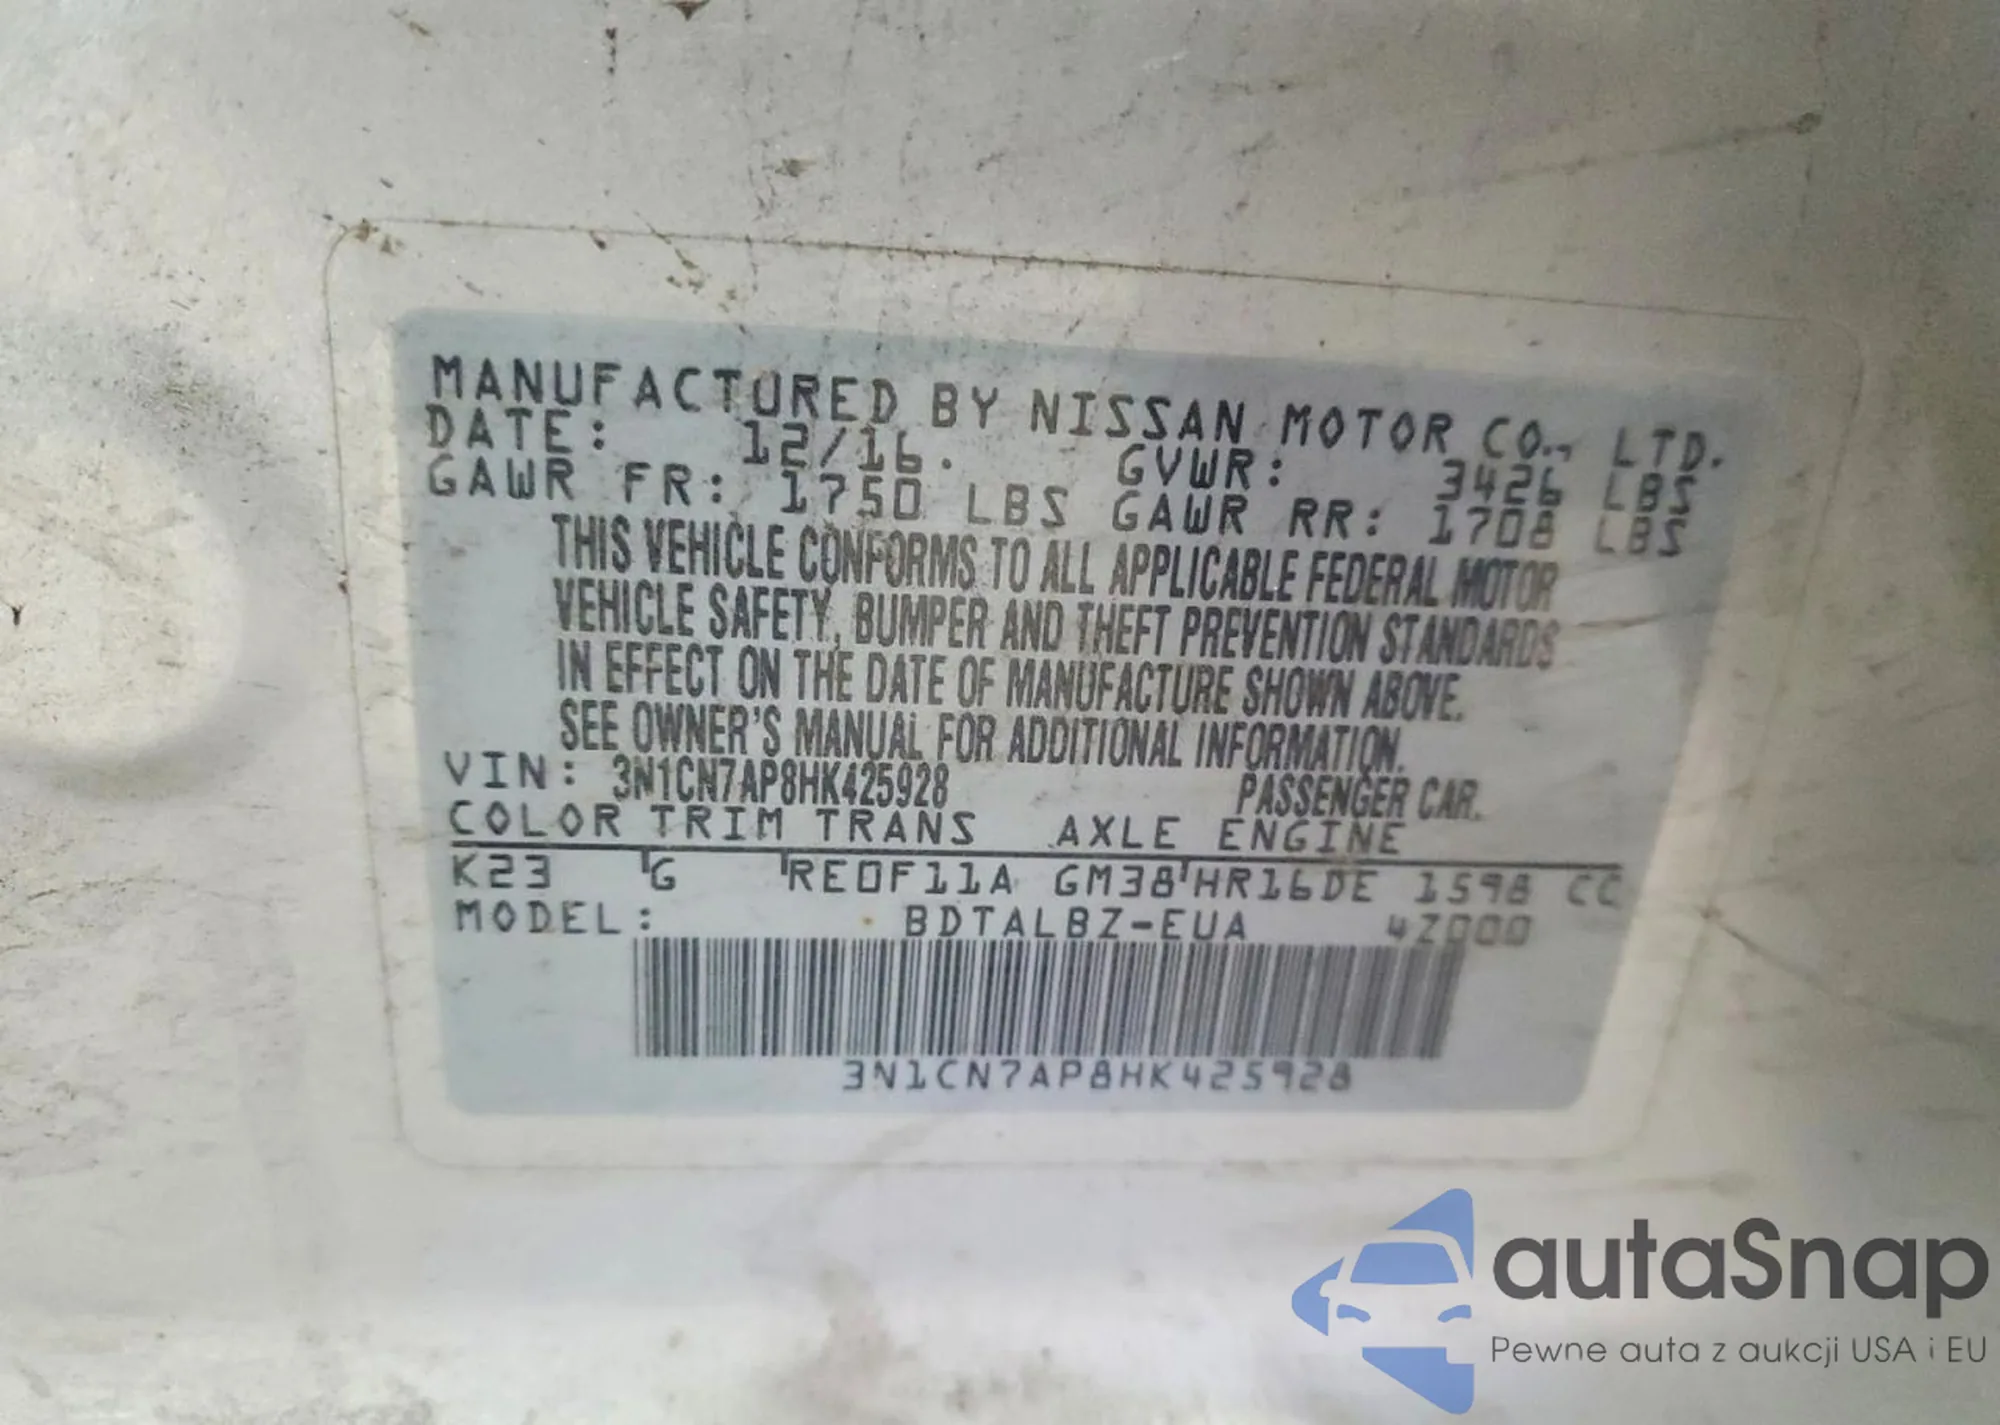 MANUFACTURED BY NISSAN MOTOR CO., LTD.
DATE: 12/16. GVWR: 3426 LBS
GAWR FR: 1750 LBS GAWR RR: 1708 LBS
THIS VEHICLE CONFORMS TO ALL APPLICABLE FEDERAL MOTOR
VEHICLE SAFETY, BUMPER AND THEFT PREVENTION STANDARDS
IN EFFECT ON THE DATE OF MANUFACTURE SHOWN ABOVE.
SEE OWNER'S MANUAL FOR ADDITIONAL INFORMATION.
VIN: 3N1CN7AP8HK425928 PASSENGER CAR.
COLOR TRIM TRANS AXLE ENGINE
K23 G RE0F11A GM38 HR16DE 1598 CC
MODEL: BDTALBZ-EUA 4Z000
3N1CN7AP8HK425928
autaSnap
Pewne auta z aukcji USA i EU